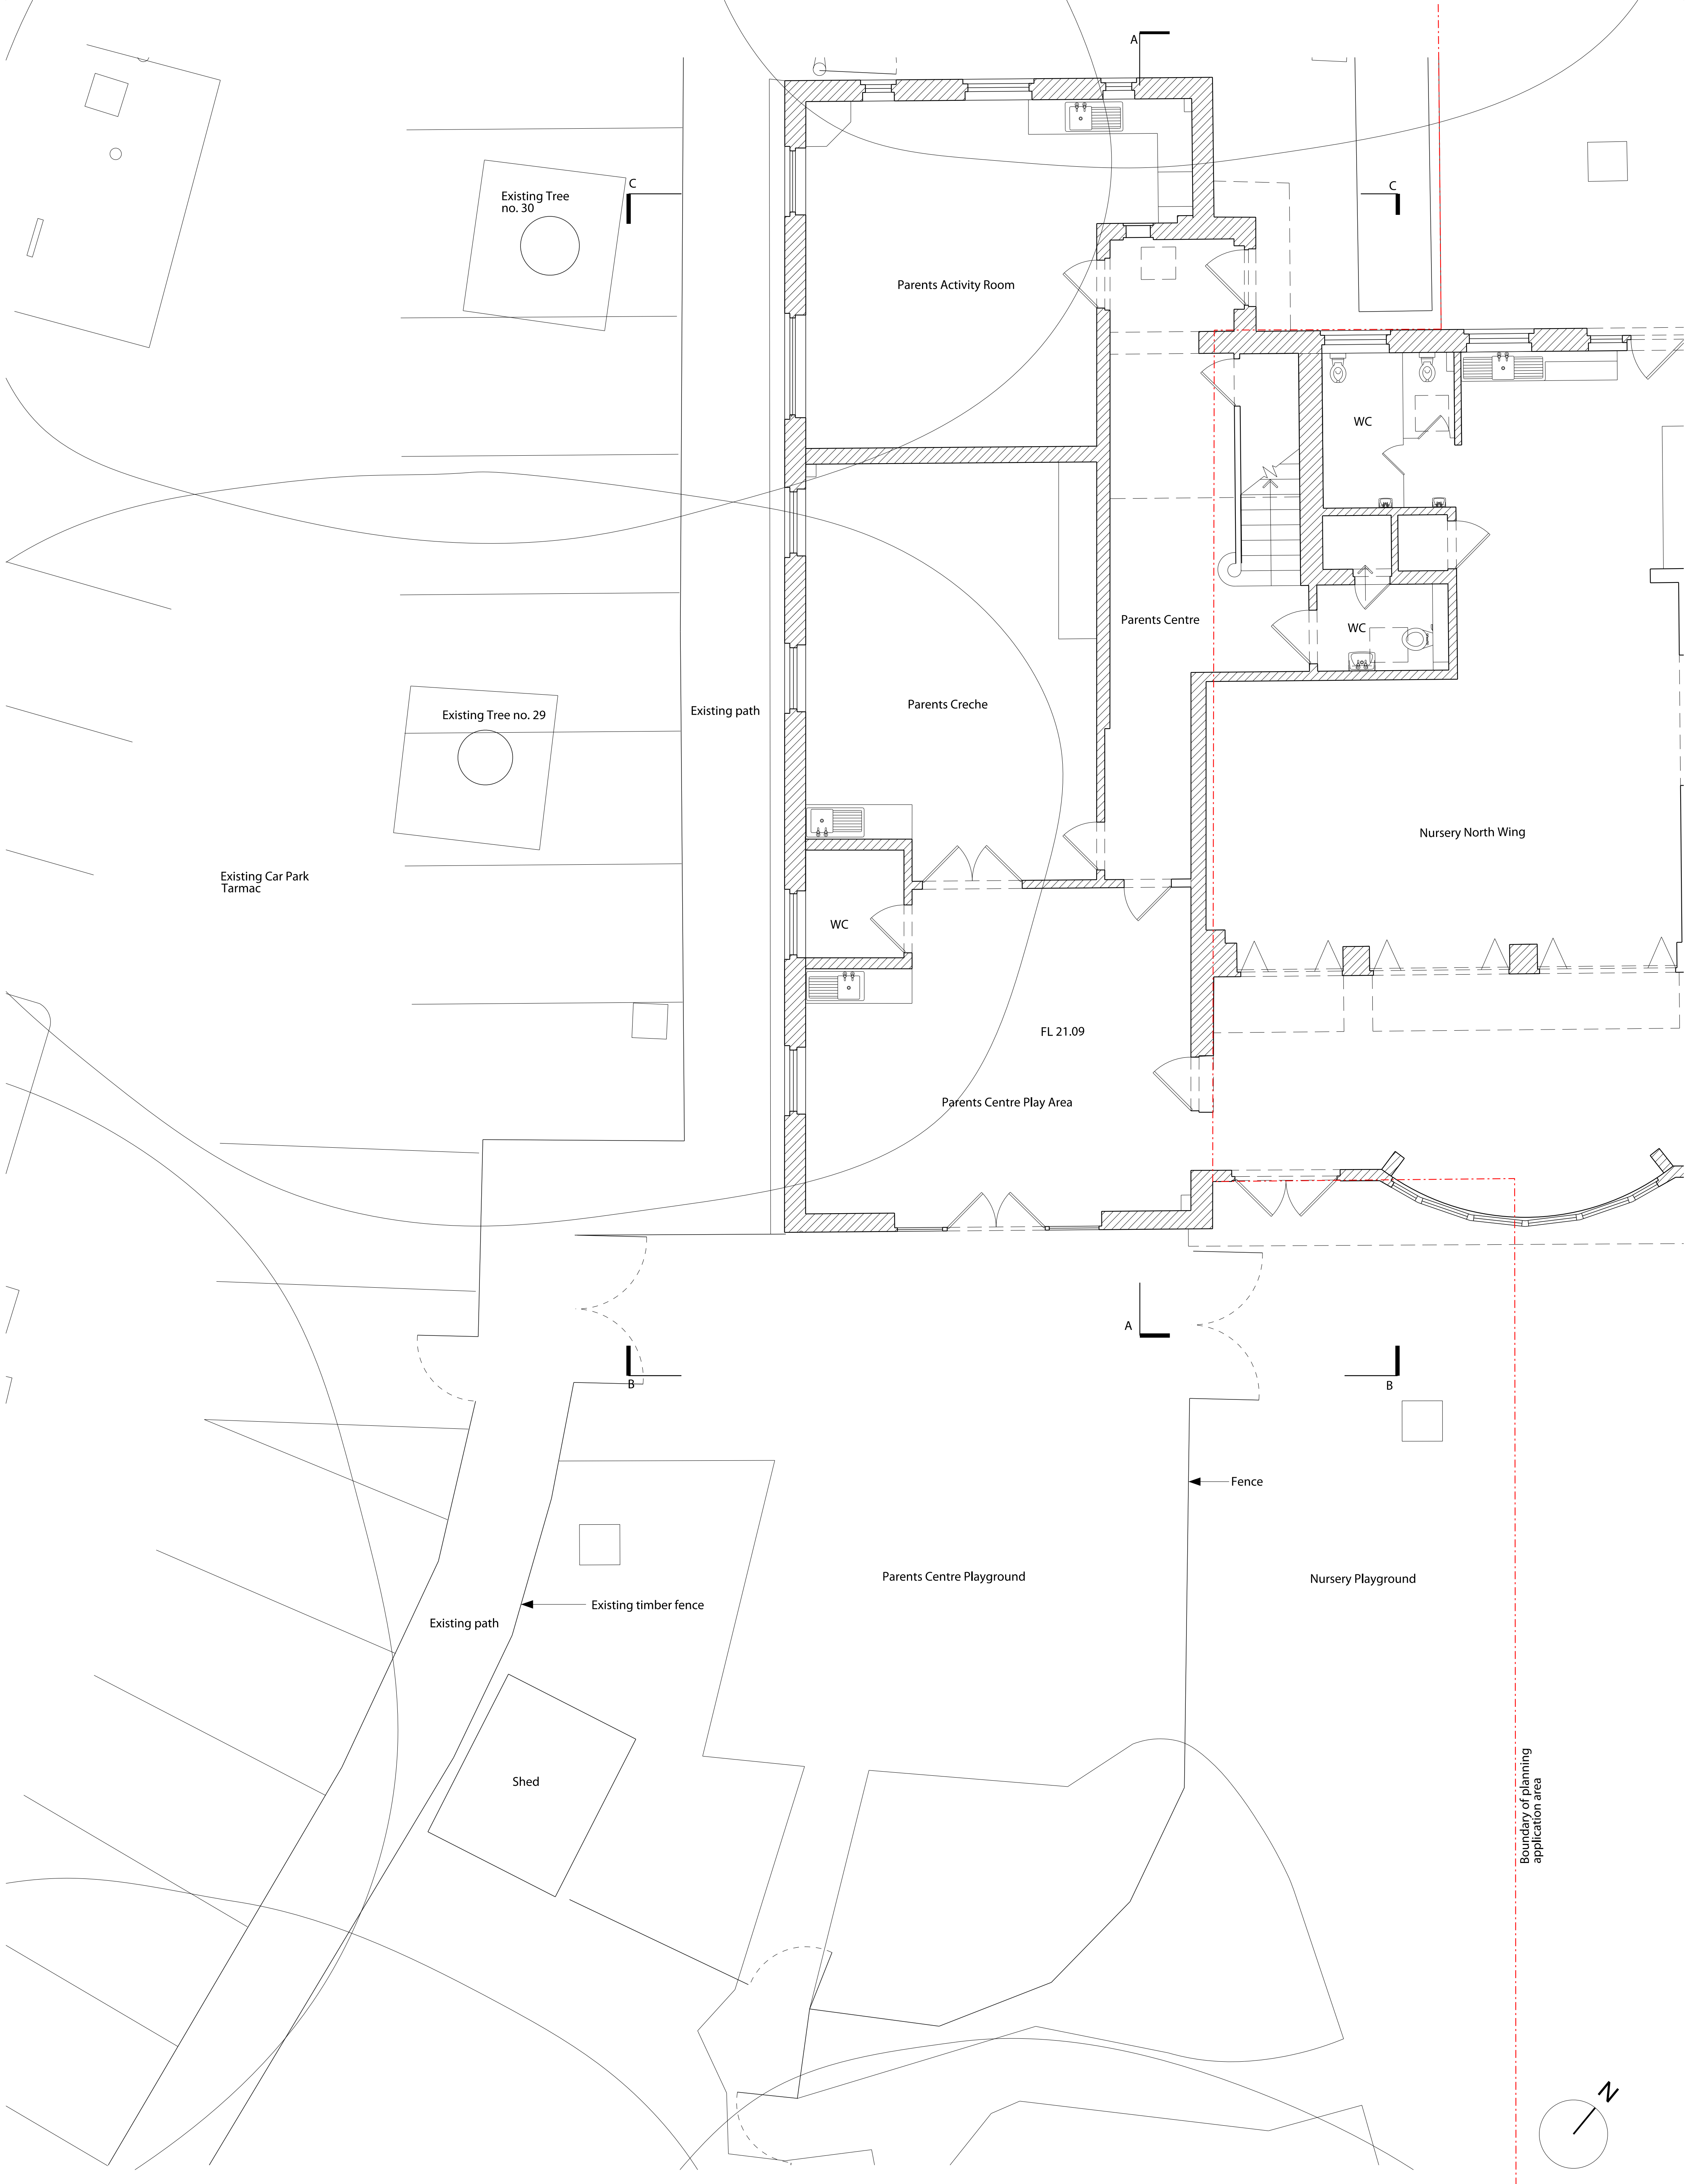 A
Existing Tree
no. 30
C
C
Parents Activity Room
WC
Parents Centre
WC
Existing Tree no. 29
Existing path
Parents Creche
Nursery North Wing
Existing Car Park
Tarmac
WC
FL 21.09
Parents Centre Play Area
A
B
B
Fence
Parents Centre Playground
Nursery Playground
Existing timber fence
Existing path
Shed
Boundary of planning
application area
N